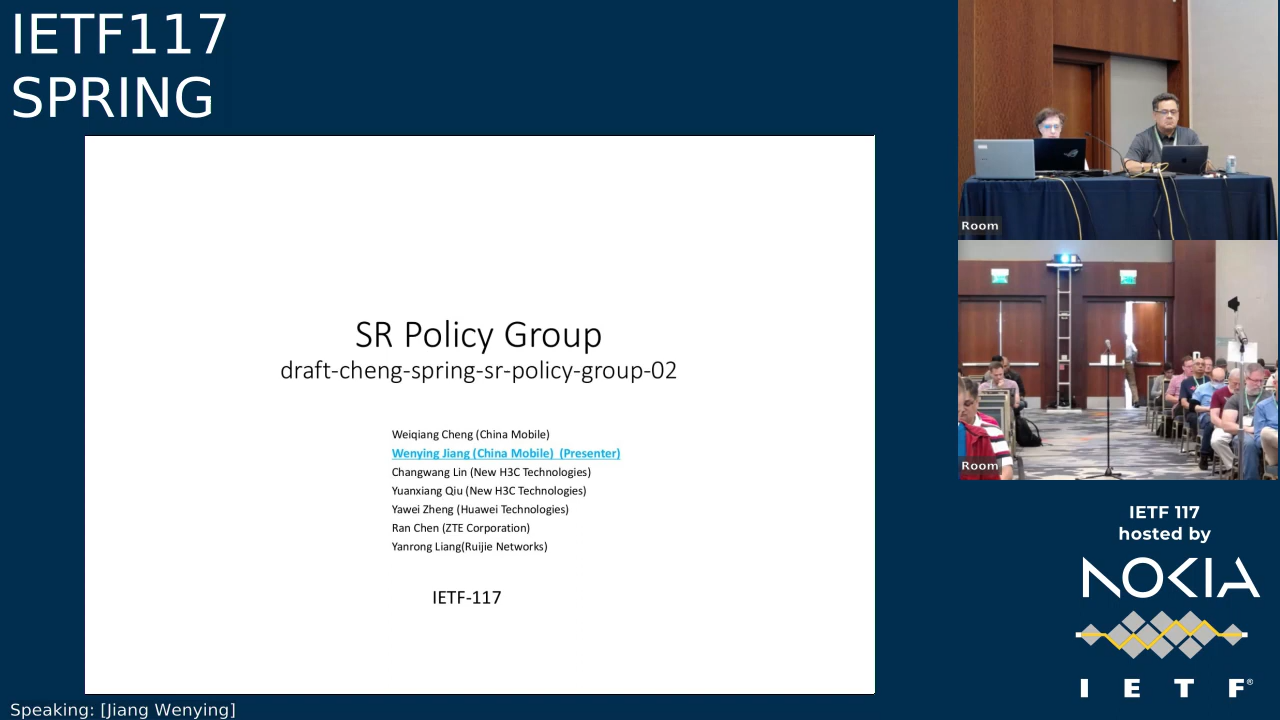 IETF117
SPRING
SR Policy Group
draft-cheng-spring-sr-policy-group-02
Weiqiang Cheng (China Mobile)
Wenying Jiang (China Mobile)  (Presenter)
Changwang Lin (New H3C Technologies)
Yuanxiang Qiu (New H3C Technologies)
Yawei Zheng (Huawei Technologies)
Ran Chen (ZTE Corporation)
Yanrong Liang(Ruijie Networks)
IETF-117
Room
Room
IETF 117
hosted by
NOKIA
I E T F®
Speaking: [Jiang Wenying]